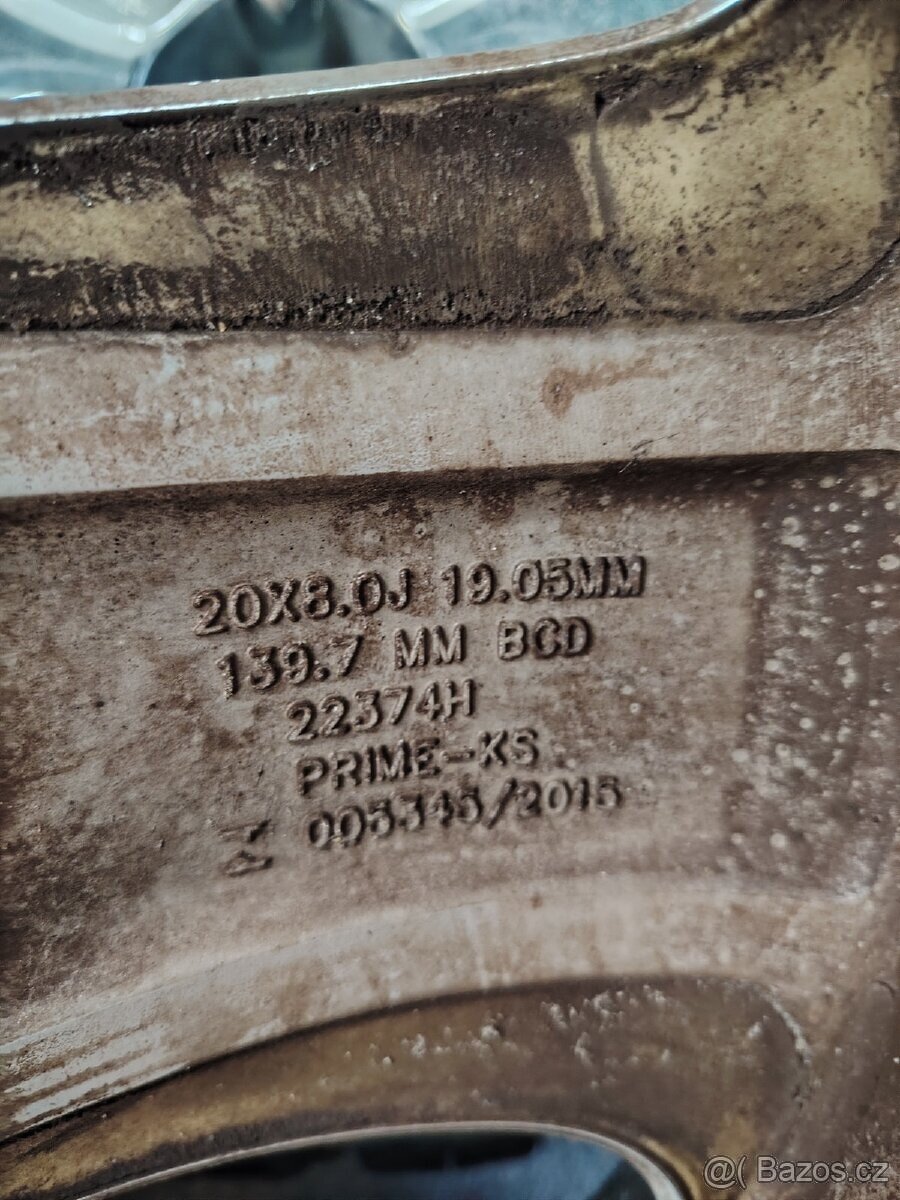 20X8.0J 19.05MM
139.7 MM BCD
22374H
PRIME-KS
005345/2015
@( Bazos.cz